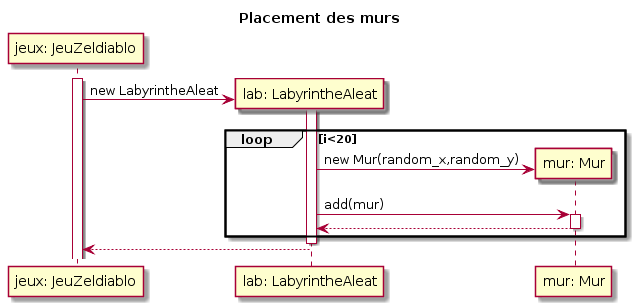 Placement des murs
jeux: JeuZeldiablo
new LabyrintheAleat
lab: LabyrintheAleat
loop [i<20]
new Mur(random_x,random_y)
mur: Mur
add(mur)
jeux: JeuZeldiablo
lab: LabyrintheAleat
mur: Mur